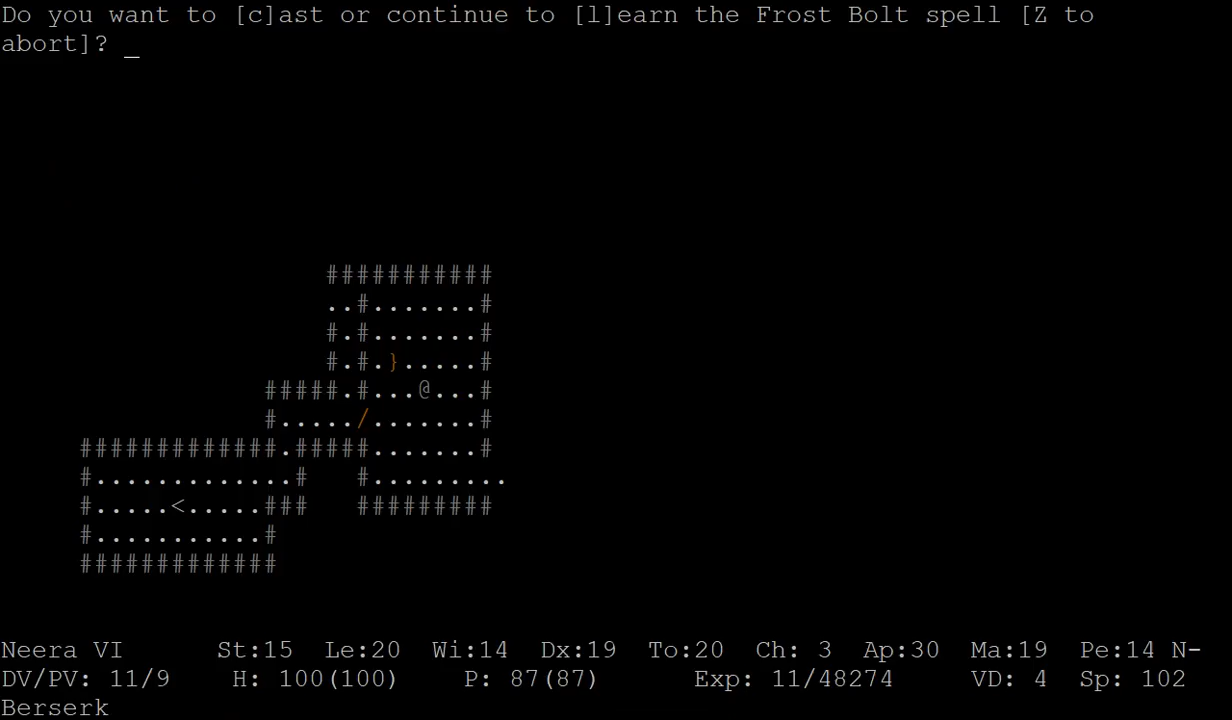 Do you want to [c]ast or continue to [l]earn the Frost Bolt spell [Z to
abort]? _
###########
..#.......#
#.#.......#
#.#.}.....#
#####.#...@...#
#...../.......#
#############.#####.......#
#............#   #.........
#.....<.....###   #########
#...........#
#############
Neera VI St:15 Le:20 Wi:14 Dx:19 To:20 Ch: 3 Ap:30 Ma:19 Pe:14 N-
DV/PV: 11/9 H: 100(100) P: 87(87) Exp: 11/48274 VD: 4 Sp: 102
Berserk